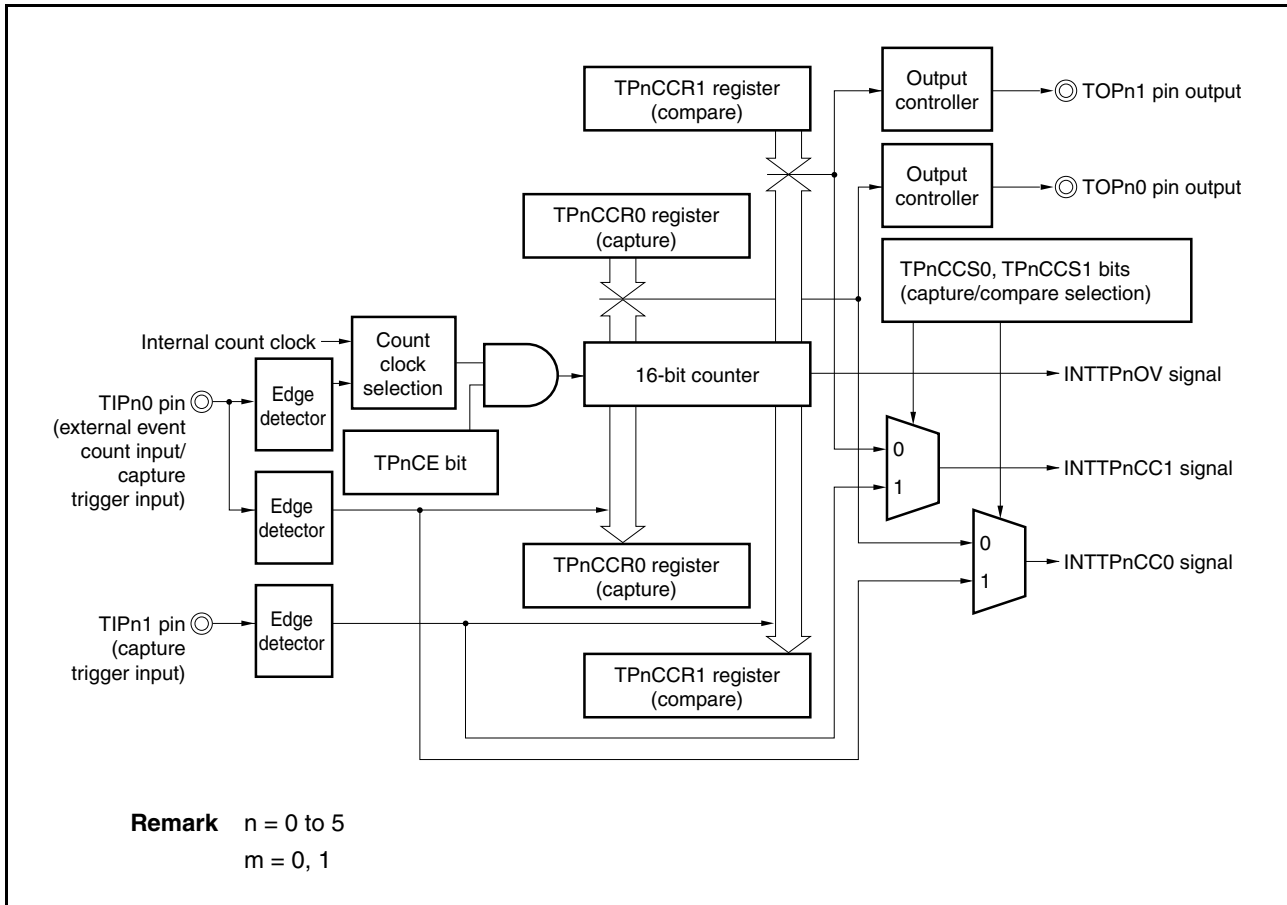 TPnCCR1 register
(compare)
Output
controller
TOPn1 pin output
Output
controller
TOPn0 pin output
TPnCCR0 register
(capture)
TPnCCS0, TPnCCS1 bits
(capture/compare selection)
Internal count clock
Count
clock
selection
16-bit counter
INTTPnOV signal
TIPn0 pin
(external event
count input/
capture
trigger input)
Edge
detector
TPnCE bit
0
1
INTTPnCC1 signal
Edge
detector
TPnCCR0 register
(capture)
0
1
INTTPnCC0 signal
TIPn1 pin
(capture
trigger input)
Edge
detector
TPnCCR1 register
(compare)
Remark n = 0 to 5
m = 0, 1